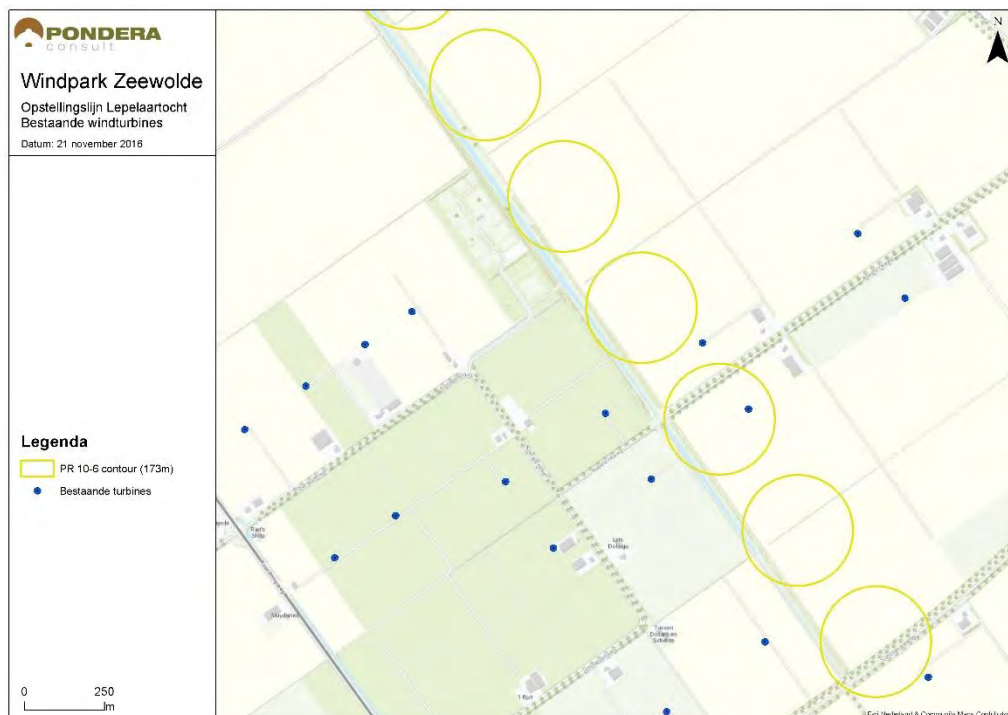 PONDERA
consult
Windpark Zeewolde
Opstellingslijn Lepelaartocht
Bestaande windturbines
Datum: 21 november 2016
N
Legenda
PR 10-6 contour (173m)
Bestaande turbines
0 250
m